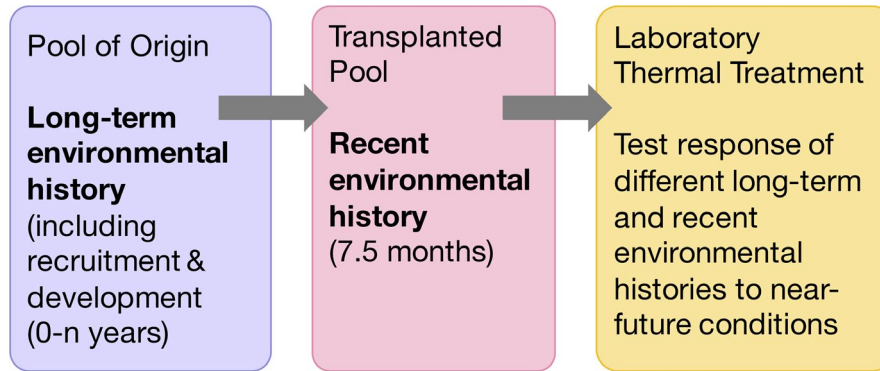 Pool of Origin
Long-term
environmental
history
(including
recruitment &
development
(0-n years)
Transplanted
Pool
Recent
environmental
history
(7.5 months)
Laboratory
Thermal Treatment
Test response of
different long-term
and recent
environmental
histories to near-
future conditions